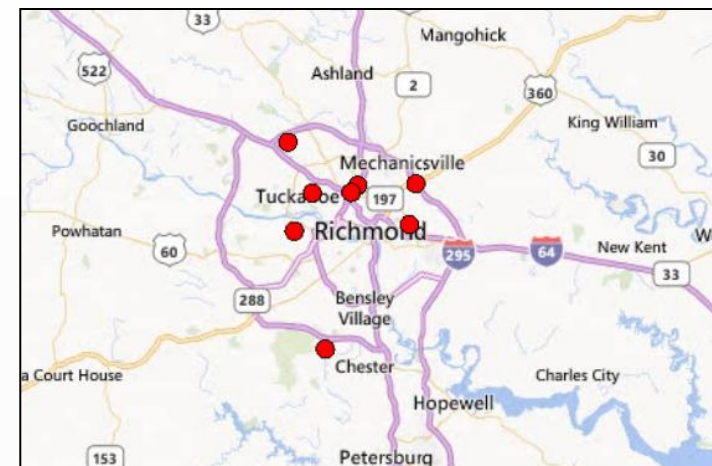 33
Mangohick
522
Ashland
2
360
Goochland
King William
Mechanicsville
30
Tuckahoe
197
Powhatan
Richmond
60
New Kent
295
64
33
288
Bensley
Village
a Court House
Chester
Charles City
Hopewell
153
Petersburg